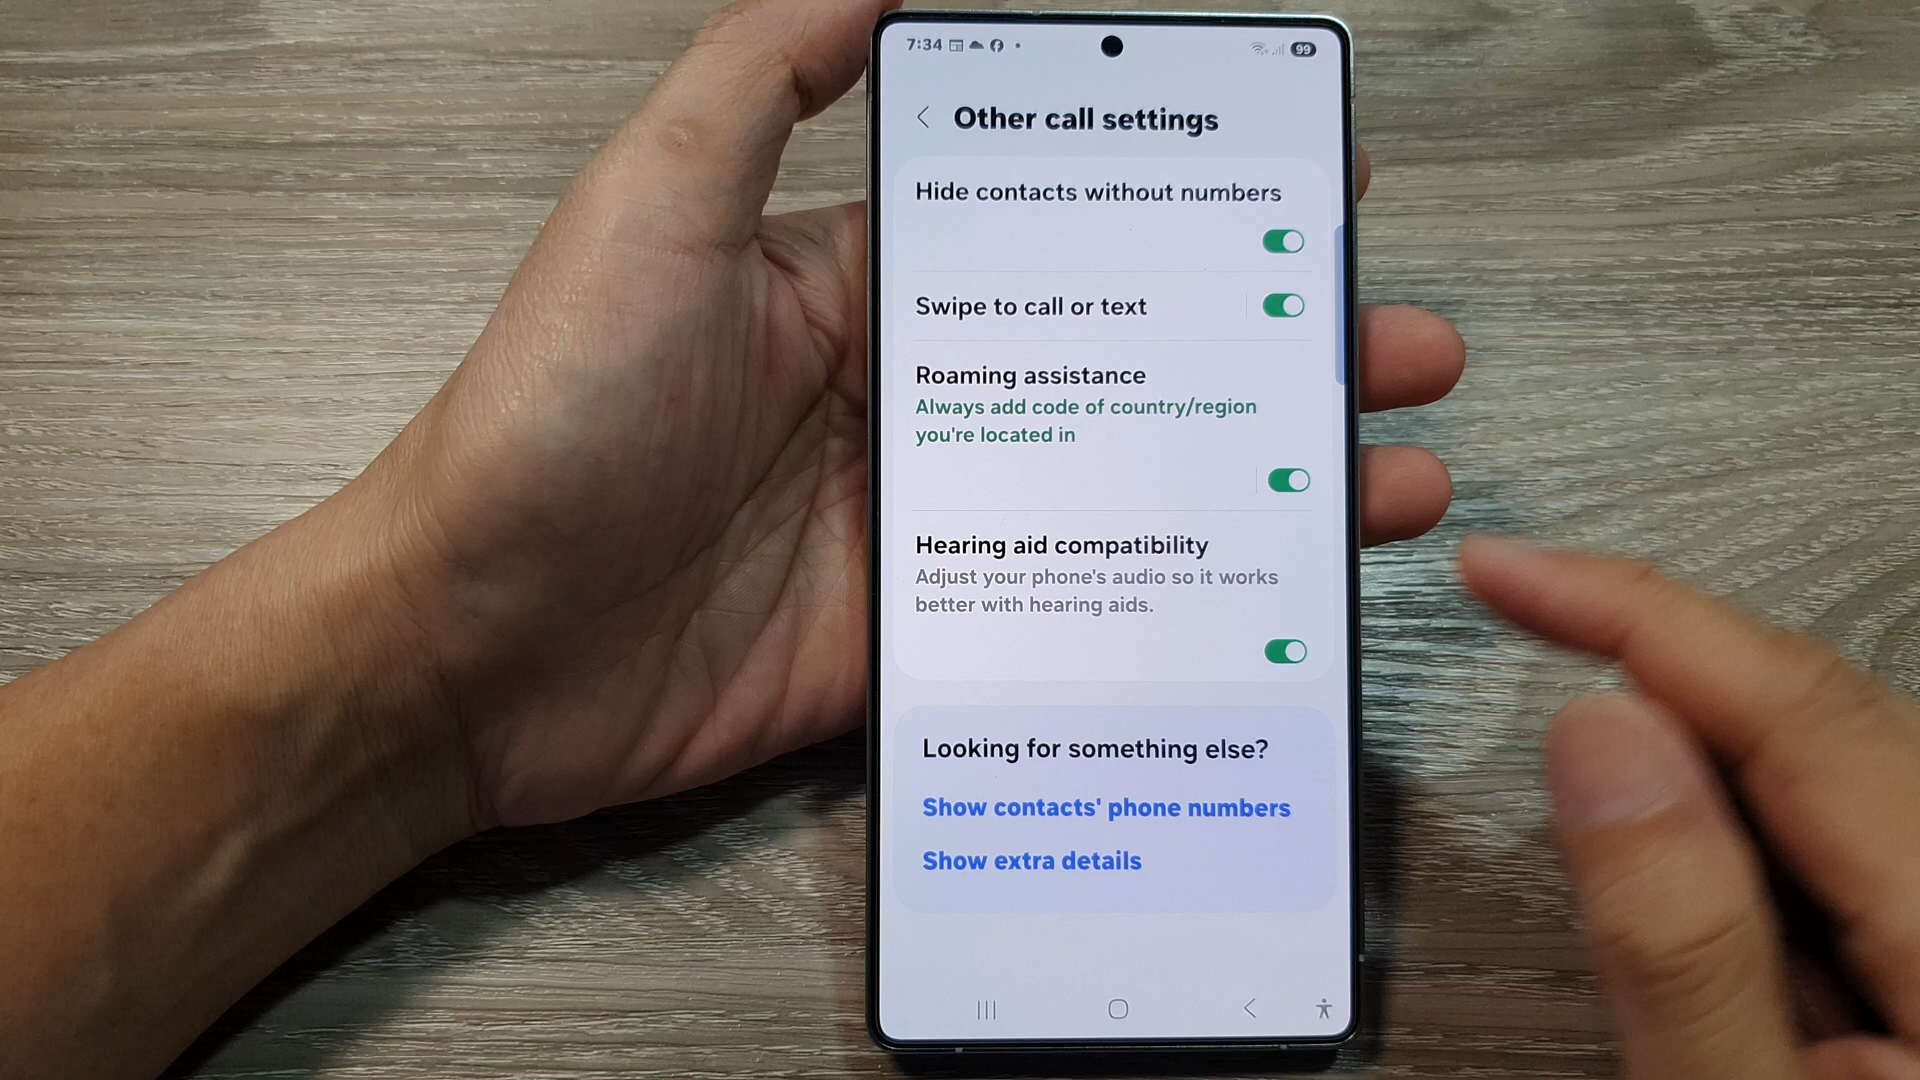 7:34
99
Other call settings
Hide contacts without numbers
Swipe to call or text
Roaming assistance
Always add code of country/region
you're located in
Hearing aid compatibility
Adjust your phone's audio so it works
better with hearing aids.
Looking for something else?
Show contacts' phone numbers
Show extra details